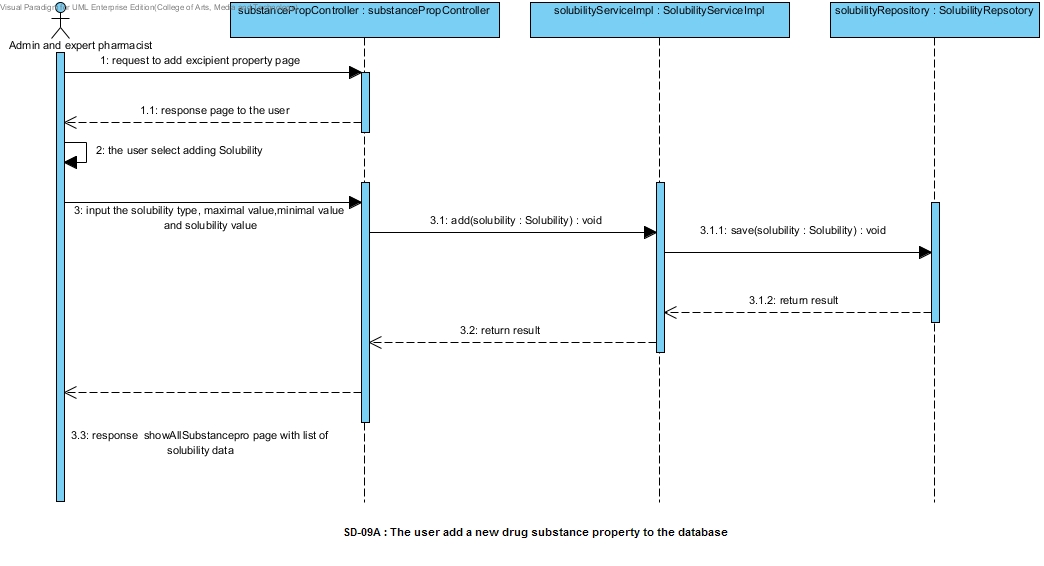 Visual Paradigm for UML Enterprise Edition(College of Arts, Media
substancePropController : substancePropController
solubilityServiceImpl : SolubilityServiceImpl
solubilityRepository : SolubilityRepsotory
Admin and expert pharmacist
1: request to add excipient property page
1.1: response page to the user
2: the user select adding Solubility
3: input the solubility type, maximal value,minimal value
and solubility value
3.1: add(solubility : Solubility) : void
3.1.1: save(solubility : Solubility) : void
3.1.2: return result
3.2: return result
3.3: response showAllSubstancepro page with list of
solubility data
SD-09A : The user add a new drug substance property to the database